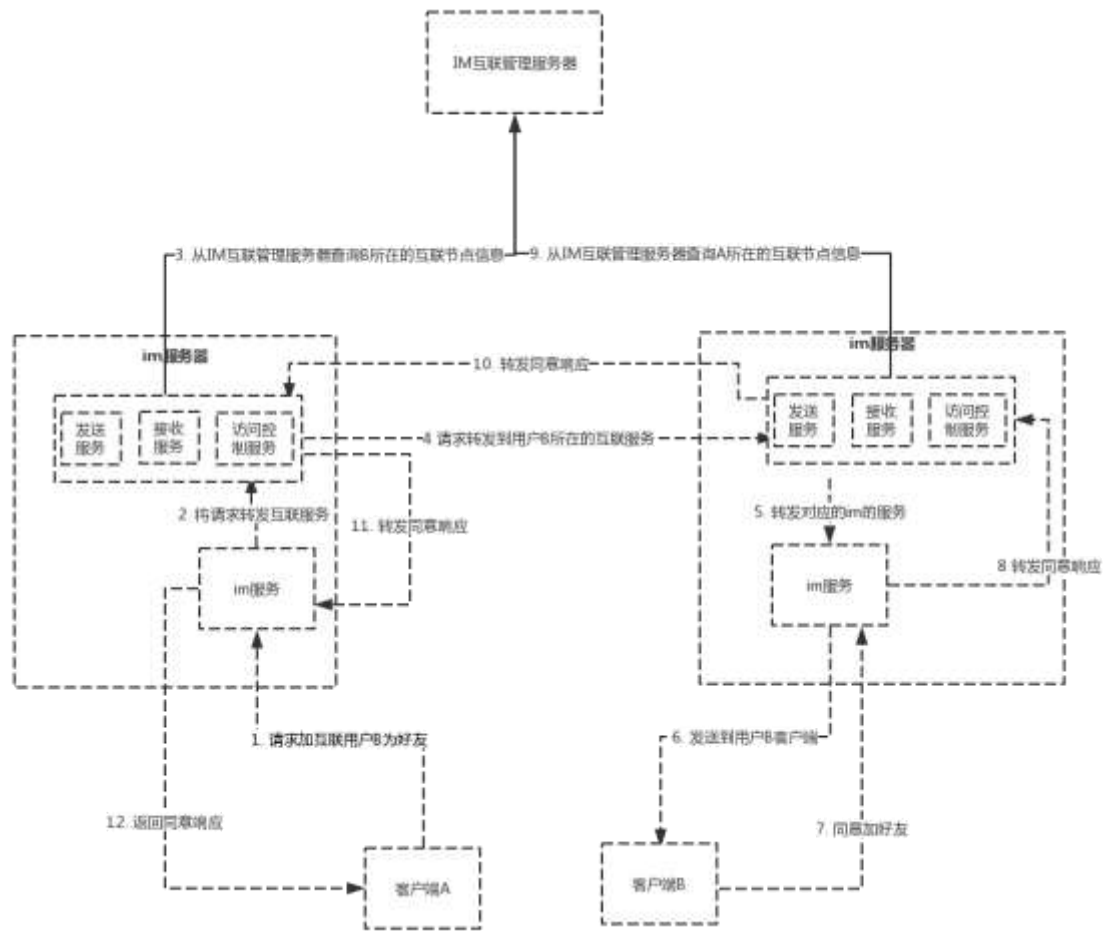 IM互联管理服务器
3. 从IM互联管理服务器查询B所在的互联节点信息
9. 从IM互联管理服务器查询A所在的互联节点信息
im服务器
im服务器
10. 转发同意响应
发送
服务
接收
服务
访问控
制服务
发送
服务
接收
服务
访问控
制服务
4 请求转发到用户B所在的互联服务
2. 将请求转发互联服务
11. 转发同意响应
5. 转发对应的im的服务
im服务
im服务
8 转发同意响应
1. 请求加互联用户B为好友
6. 发送到用户B客户端
12. 返回同意响应
7. 同意加好友
客户端A
客户端B